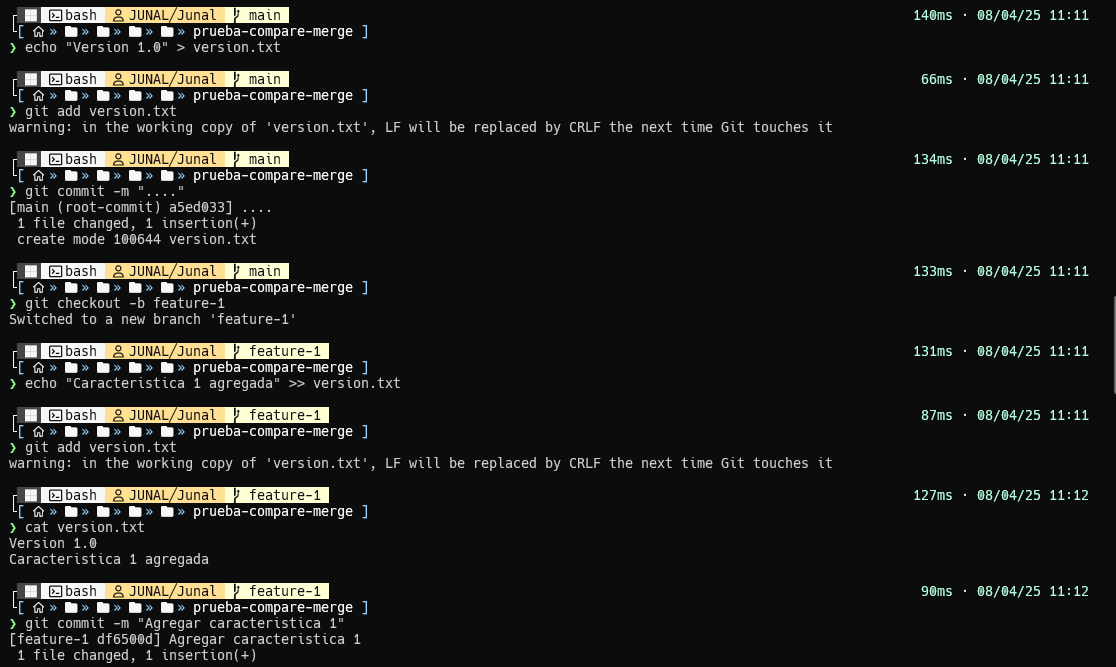 bash JUNAL/Junal main 140ms · 08/04/25 11:11
[ » » » » » prueba-compare-merge ]
❯ echo "Version 1.0" > version.txt
bash JUNAL/Junal main 66ms · 08/04/25 11:11
[ » » » » » prueba-compare-merge ]
❯ git add version.txt
warning: in the working copy of 'version.txt', LF will be replaced by CRLF the next time Git touches it
bash JUNAL/Junal main 134ms · 08/04/25 11:11
[ » » » » » prueba-compare-merge ]
❯ git commit -m "...."
[main (root-commit) a5ed033] ....
1 file changed, 1 insertion(+)
create mode 100644 version.txt
bash JUNAL/Junal main 133ms · 08/04/25 11:11
[ » » » » » prueba-compare-merge ]
❯ git checkout -b feature-1
Switched to a new branch 'feature-1'
bash JUNAL/Junal feature-1 131ms · 08/04/25 11:11
[ » » » » » prueba-compare-merge ]
❯ echo "Caracteristica 1 agregada" >> version.txt
bash JUNAL/Junal feature-1 87ms · 08/04/25 11:11
[ » » » » » prueba-compare-merge ]
❯ git add version.txt
warning: in the working copy of 'version.txt', LF will be replaced by CRLF the next time Git touches it
bash JUNAL/Junal feature-1 127ms · 08/04/25 11:12
[ » » » » » prueba-compare-merge ]
❯ cat version.txt
Version 1.0
Caracteristica 1 agregada
bash JUNAL/Junal feature-1 90ms · 08/04/25 11:12
[ » » » » » prueba-compare-merge ]
❯ git commit -m "Agregar caracteristica 1"
[feature-1 df6500d] Agregar caracteristica 1
1 file changed, 1 insertion(+)